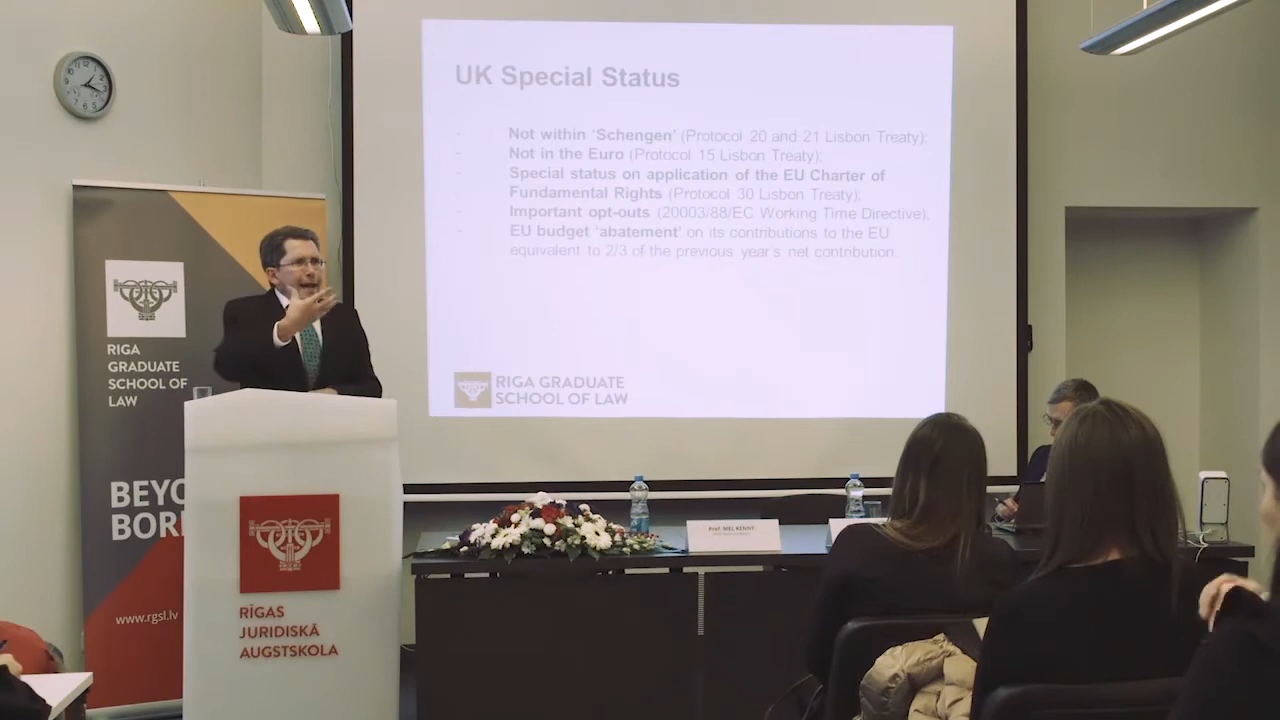 UK Special Status
- Not within ‘Schengen’ (Protocol 20 and 21 Lisbon Treaty);
- Not in the Euro (Protocol 15 Lisbon Treaty);
- Special status on application of the EU Charter of
Fundamental Rights (Protocol 30 Lisbon Treaty);
- Important opt-outs (20003/88/EC Working Time Directive),
- EU budget ‘abatement’ on its contributions to the EU
equivalent to 2/3 of the previous year’s net contribution.
RIGA GRADUATE
SCHOOL OF LAW
RIGA
GRADUATE
SCHOOL OF
LAW
BEYO
BOR
www.rgsl.lv
RĪGAS
JURIDISKĀ
AUGSTSKOLA
Prof. MEL KENNY